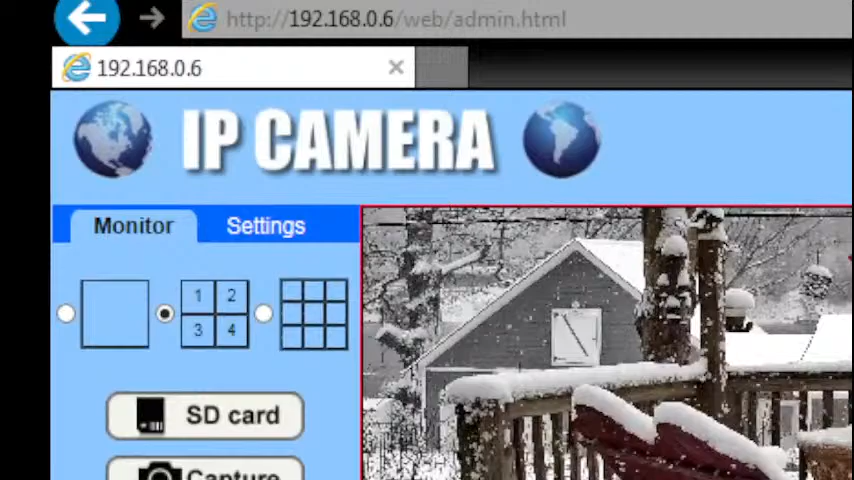 http://192.168.0.6/web/admin.html
192.168.0.6
IP CAMERA
Monitor Settings
1 2
3 4
SD card
Capture